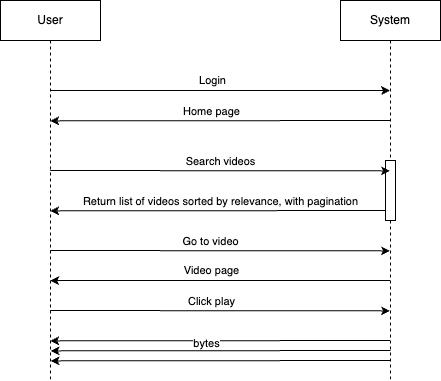 User
System
Login
Home page
Search videos
Return list of videos sorted by relevance, with pagination
Go to video
Video page
Click play
bytes